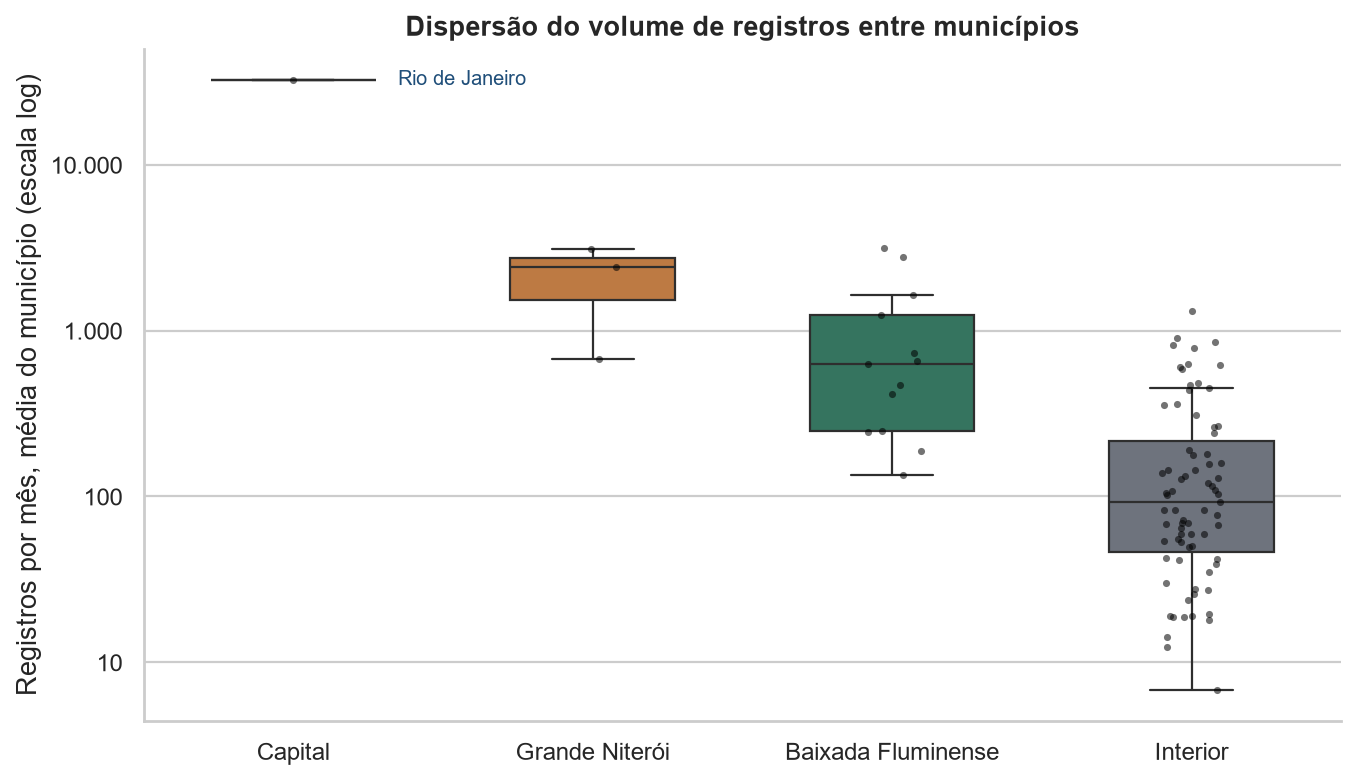 Dispersão do volume de registros entre municípios
Registros por mês, média do município (escala log)
Rio de Janeiro
10.000
1.000
100
10
Capital
Grande Niterói
Baixada Fluminense
Interior